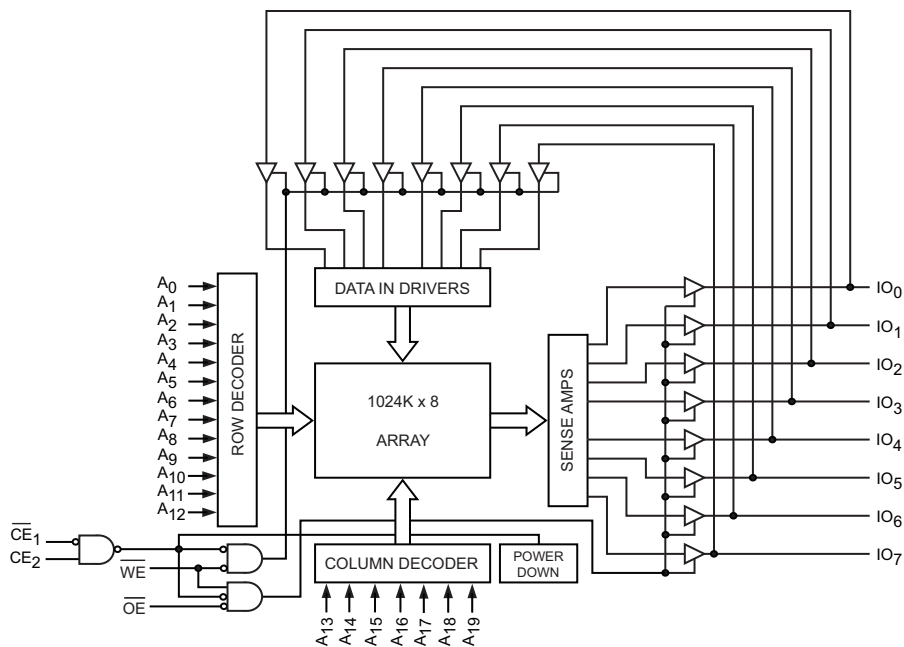 DATA IN DRIVERS
A0
A1
A2
A3
A4
A5
A6
A7
A8
A9
A10
A11
A12
ROW DECODER
1024K x 8
ARRAY
SENSE AMPS
IO0
IO1
IO2
IO3
IO4
IO5
IO6
IO7
CE1
CE2
WE
OE
COLUMN DECODER
POWER
DOWN
A13
A14
A15
A16
A17
A18
A19